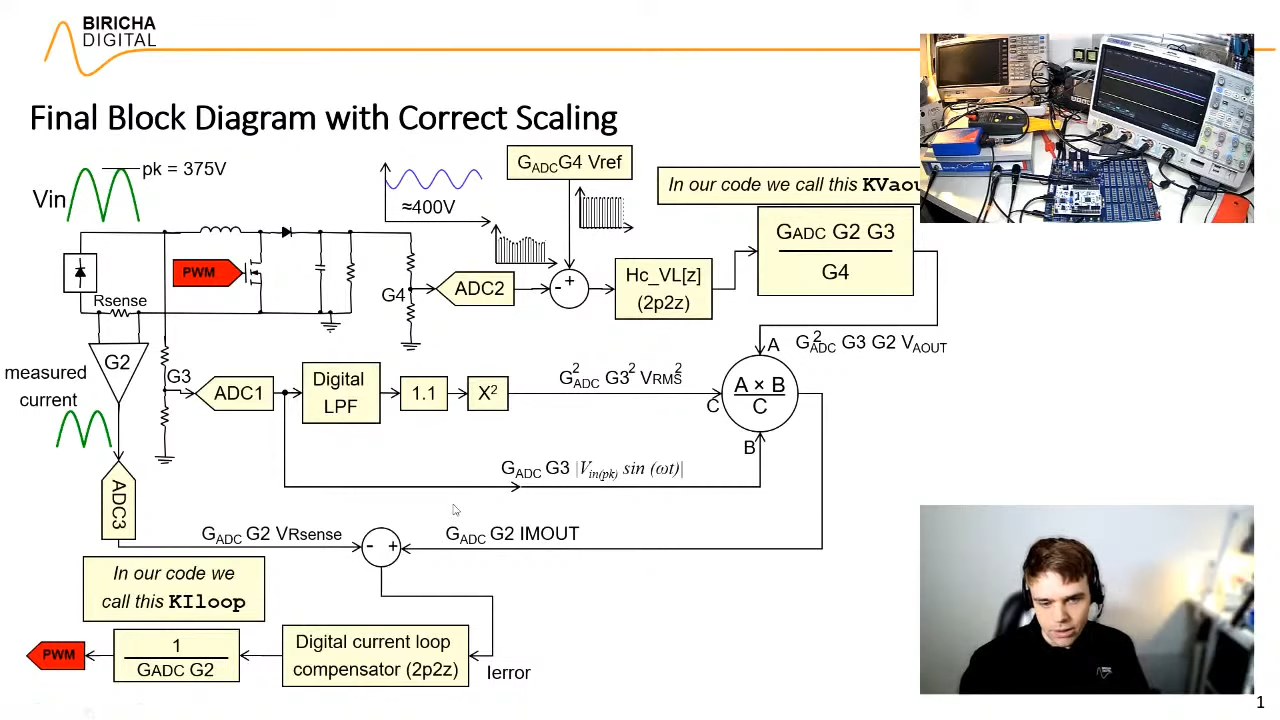 BIRICHA
DIGITAL
Final Block Diagram with Correct Scaling
pk = 375V
Vin
≈400V
GADCG4 Vref
In our code we call this KVaou
GADC G2 G3
G4
PWM
Rsense
G4
ADC2
- +
Hc_VL[z]
(2p2z)
G2
measured
current
G3
ADC1
Digital
LPF
1.1
X²
G²ADC G3² VRMS²
A
G²ADC G3 G2 VAOUT
A × B
C
C
B
GADC G3 |Vin(pk) sin (ωt)|
ADC3
GADC G2 VRsense
- +
GADC G2 IMOUT
In our code we
call this KIloop
PWM
1
GADC G2
Digital current loop
compensator (2p2z)
Ierror
1